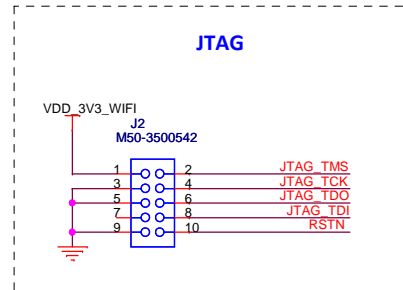 JTAG
VDD_3V3_WIFI
J2
M50-3500542
1 2 JTAG_TMS
3 4 JTAG_TCK
5 6 JTAG_TDO
7 8 JTAG_TDI
9 10 RSTN